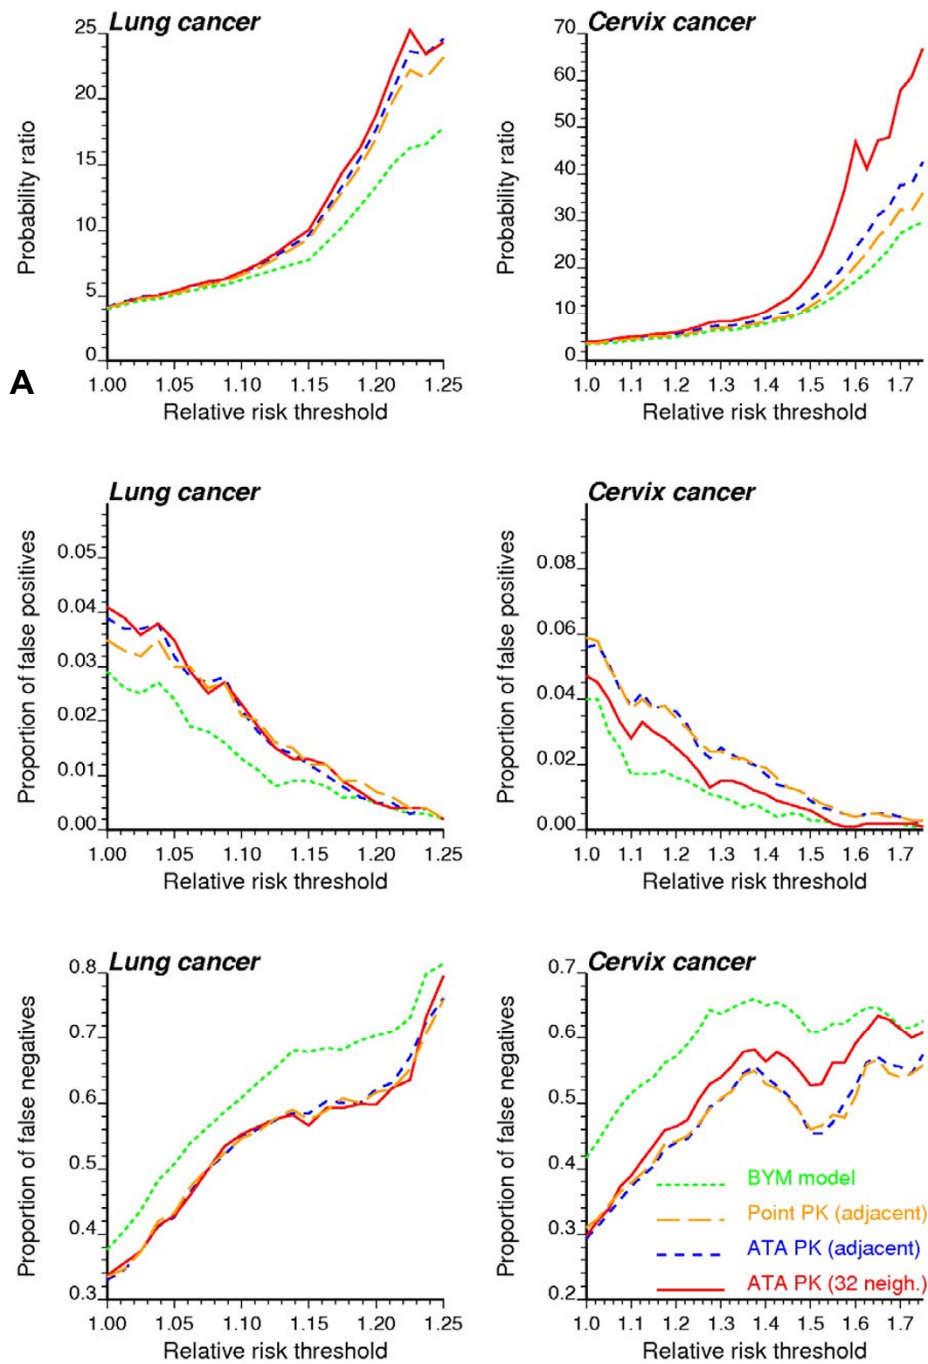 Lung cancer
Probability ratio
25
20
15
10
5
0
1.00 1.05 1.10 1.15 1.20 1.25
Relative risk threshold
Cervix cancer
Probability ratio
70
60
50
40
30
20
10
0
1.0 1.1 1.2 1.3 1.4 1.5 1.6 1.7
Relative risk threshold
A
Lung cancer
Proportion of false positives
0.05
0.04
0.03
0.02
0.01
0.00
1.00 1.05 1.10 1.15 1.20 1.25
Relative risk threshold
Cervix cancer
Proportion of false positives
0.08
0.06
0.04
0.02
0.00
1.0 1.1 1.2 1.3 1.4 1.5 1.6 1.7
Relative risk threshold
Lung cancer
Proportion of false negatives
0.8
0.7
0.6
0.5
0.4
0.3
1.00 1.05 1.10 1.15 1.20 1.25
Relative risk threshold
Cervix cancer
Proportion of false negatives
0.7
0.6
0.5
0.4
0.3
0.2
BYM model
Point PK (adjacent)
ATA PK (adjacent)
ATA PK (32 neigh.)
1.0 1.1 1.2 1.3 1.4 1.5 1.6 1.7
Relative risk threshold